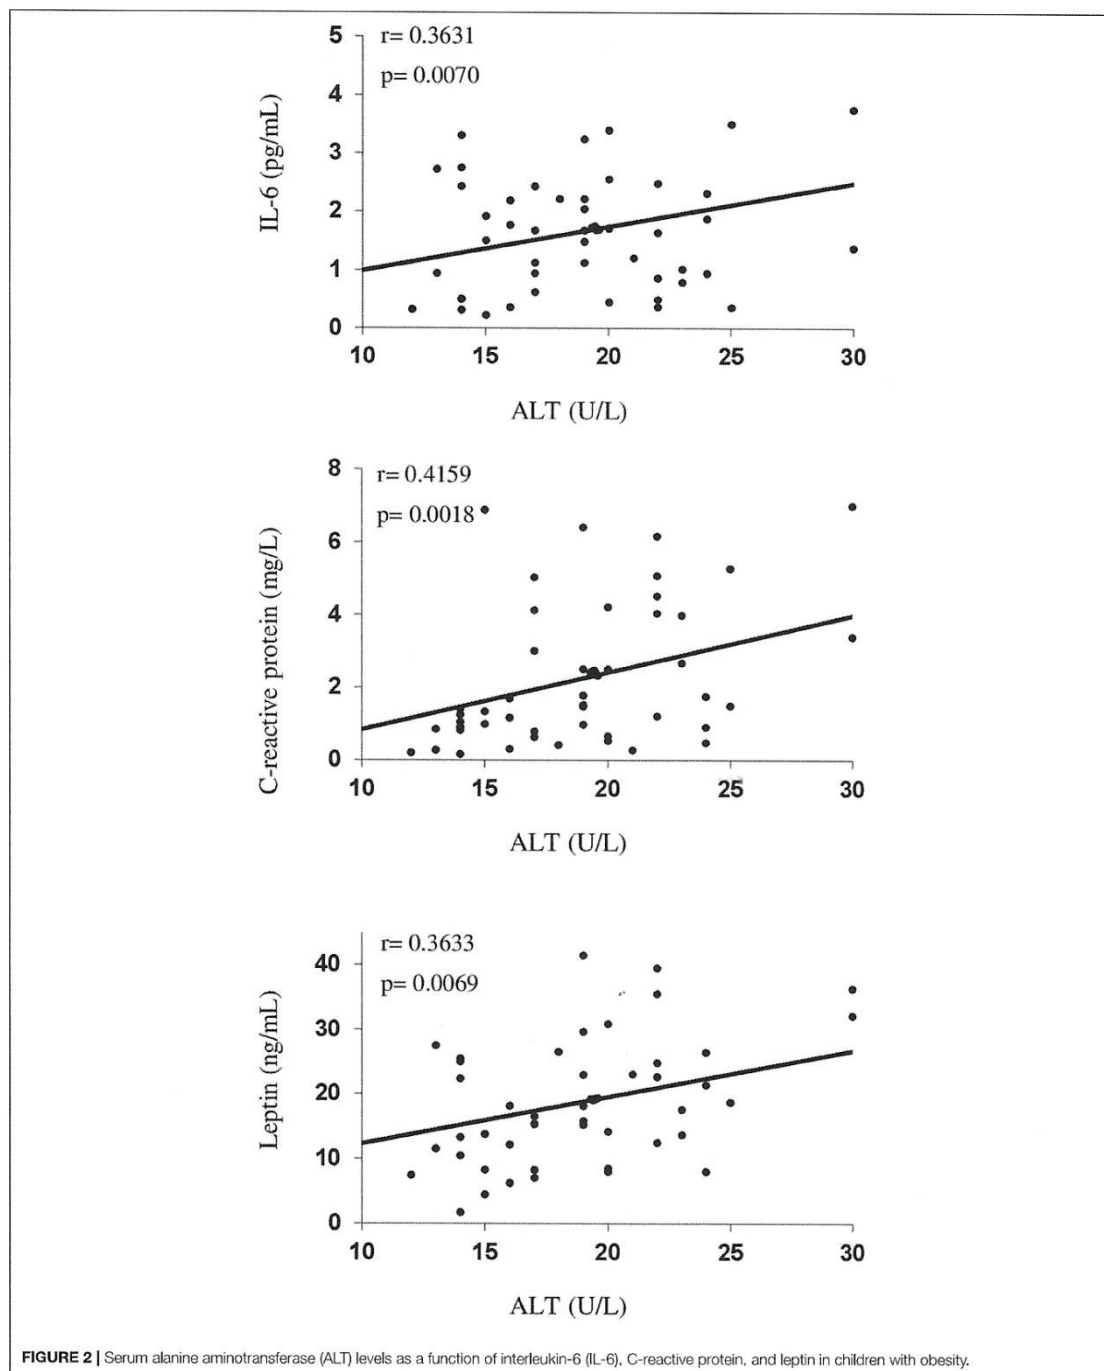 r= 0.3631
p= 0.0070
IL-6 (pg/mL)
5
4
3
2
1
0
10 15 20 25 30
ALT (U/L)
r= 0.4159
p= 0.0018
C-reactive protein (mg/L)
8
6
4
2
0
10 15 20 25 30
ALT (U/L)
r= 0.3633
p= 0.0069
Leptin (ng/mL)
40
30
20
10
0
10 15 20 25 30
ALT (U/L)
FIGURE 2 | Serum alanine aminotransferase (ALT) levels as a function of interleukin-6 (IL-6), C-reactive protein, and leptin in children with obesity.